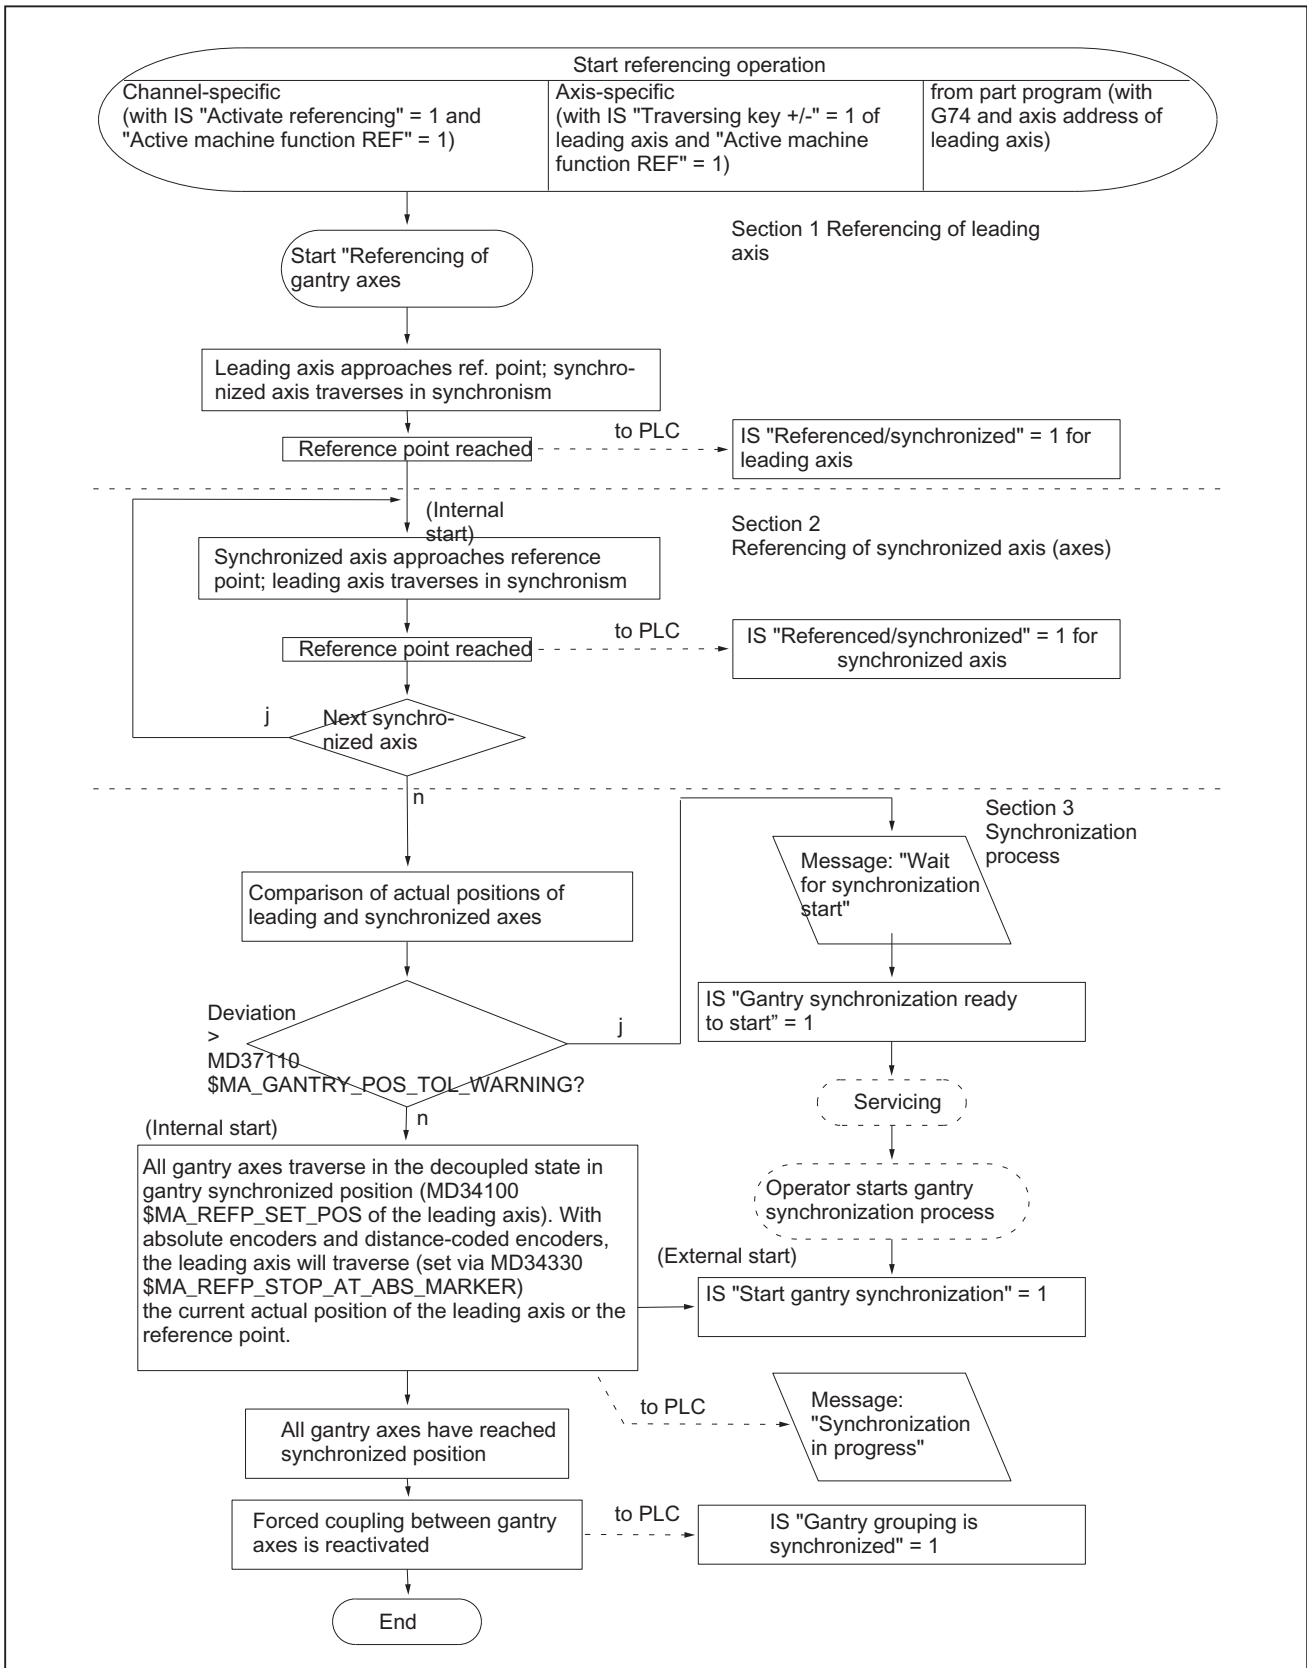 Start referencing operation
Channel-specific
(with IS "Activate referencing" = 1 and
"Active machine function REF" = 1)
Axis-specific
(with IS "Traversing key +/-" = 1 of
leading axis and "Active machine
function REF" = 1)
from part program (with
G74 and axis address of
leading axis)
Section 1 Referencing of leading
axis
Start "Referencing of
gantry axes
Leading axis approaches ref. point; synchro-
nized axis traverses in synchronism
Reference point reached
to PLC
IS "Referenced/synchronized" = 1 for
leading axis
(Internal
start)
Section 2
Referencing of synchronized axis (axes)
Synchronized axis approaches reference
point; leading axis traverses in synchronism
Reference point reached
to PLC
IS "Referenced/synchronized" = 1 for
synchronized axis
j
Next synchro-
nized axis
n
Section 3
Synchronization
process
Message: "Wait
for synchronization
start"
Comparison of actual positions of
leading and synchronized axes
IS "Gantry synchronization ready
to start” = 1
Deviation
>
MD37110
$MA_GANTRY_POS_TOL_WARNING?
j
n
Servicing
(Internal start)
All gantry axes traverse in the decoupled state in
gantry synchronized position (MD34100
$MA_REFP_SET_POS of the leading axis). With
absolute encoders and distance-coded encoders,
the leading axis will traverse (set via MD34330
$MA_REFP_STOP_AT_ABS_MARKER)
the current actual position of the leading axis or the
reference point.
Operator starts gantry
synchronization process
(External start)
IS "Start gantry synchronization" = 1
to PLC
Message:
"Synchronization
in progress"
All gantry axes have reached
synchronized position
Forced coupling between gantry
axes is reactivated
to PLC
IS "Gantry grouping is
synchronized" = 1
End